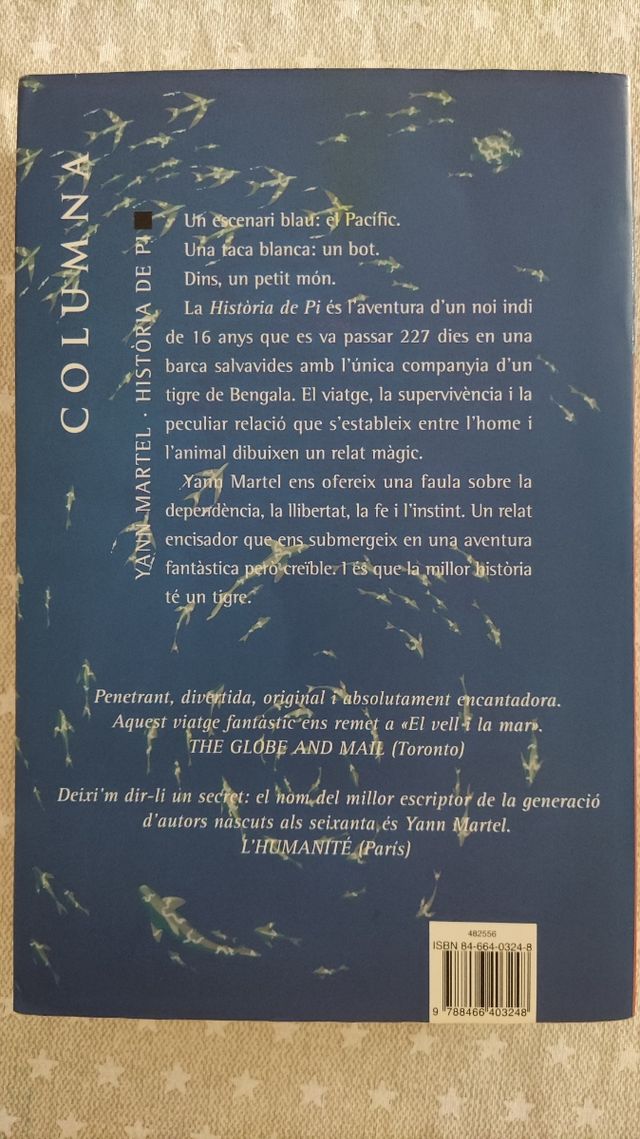 COLUMNA
YANN MARTEL · HISTÒRIA DE PI
Un escenari blau: el Pacífic.
Una taca blanca: un bot.
Dins, un petit món.
La Història de Pi és l'aventura d'un noi indi
de 16 anys que es va passar 227 dies en una
barca salvavides amb l'única companyia d'un
tigre de Bengala. El viatge, la supervivència i la
peculiar relació que s'estableix entre l'home i
l'animal dibuixen un relat màgic.
Yann Martel ens ofereix una faula sobre la
dependència, la llibertat, la fe i l'instint. Un relat
encisador que ens submergeix en una aventura
fantàstica però creïble. I és que la millor història
té un tigre.
Penetrant, divertida, original i absolutament encantadora.
Aquest viatge fantàstic ens remet a «El vell i la mar».
THE GLOBE AND MAIL (Toronto)
Deixi'm dir-li un secret: el nom del millor escriptor de la generació
d'autors nascuts als seixanta és Yann Martel.
L'HUMANITÉ (París)
482556
ISBN 84-664-0324-8
9 788466 403248